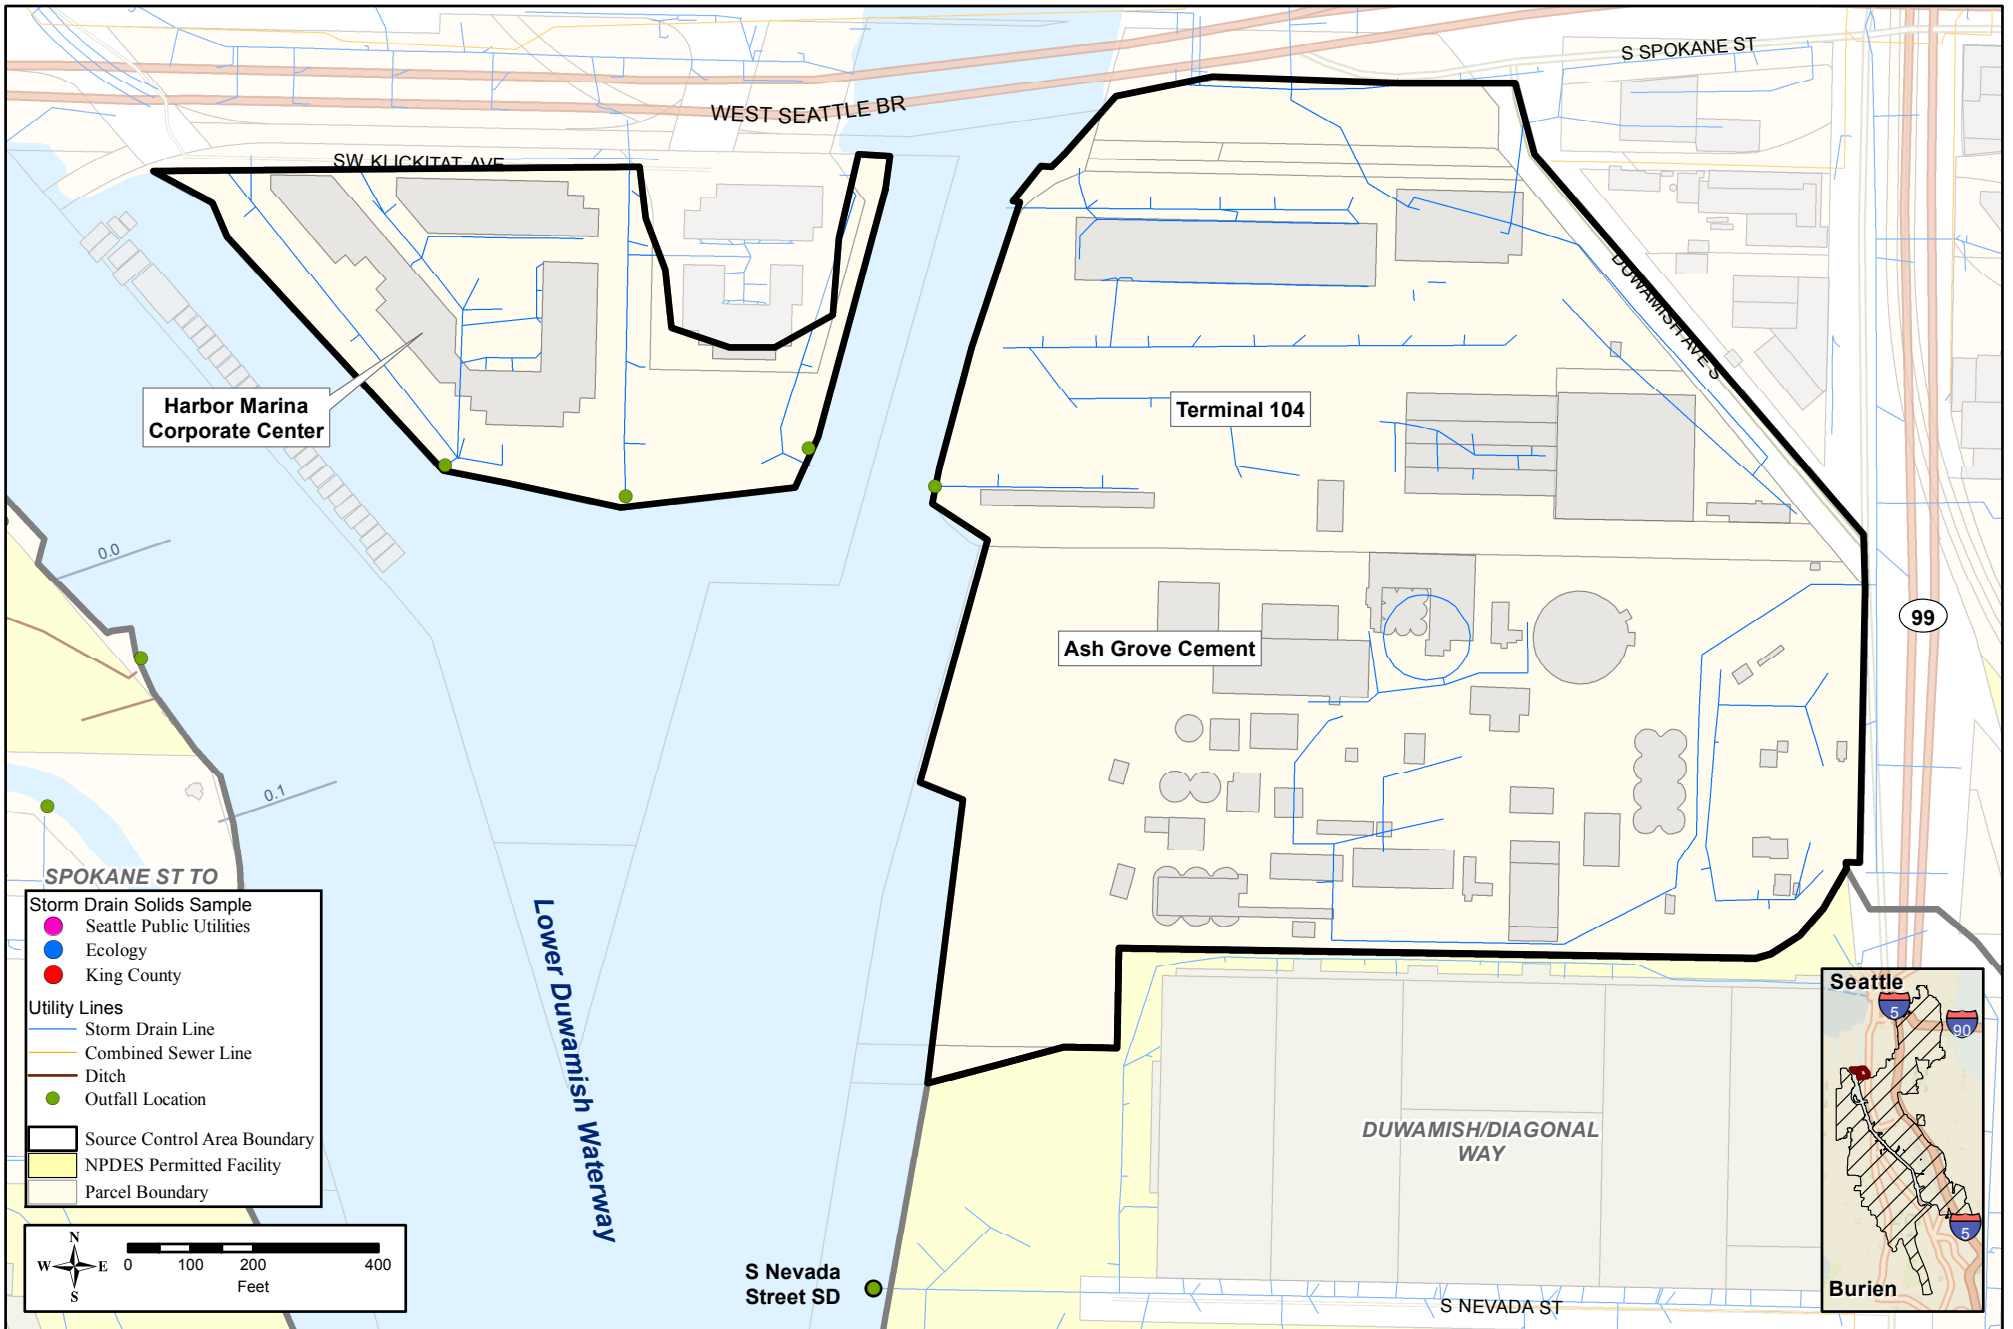 S SPOKANE ST
WEST SEATTLE BR
SW KLICKITAT AVE
DUWAMISH AVE S
Harbor Marina
Corporate Center
Terminal 104
0.0
99
Ash Grove Cement
0.1
SPOKANE ST TO
Storm Drain Solids Sample
Seattle Public Utilities
Ecology
King County
Utility Lines
Storm Drain Line
Combined Sewer Line
Ditch
Outfall Location
Source Control Area Boundary
NPDES Permitted Facility
Parcel Boundary
Lower Duwamish Waterway
DUWAMISH/DIAGONAL
WAY
Seattle
5
90
5
Burien
N
W E
S
0 100 200 400
Feet
S Nevada
Street SD
S NEVADA ST